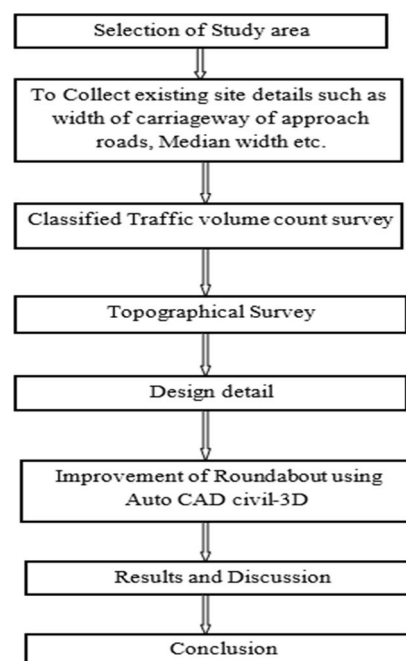 Selection of Study area
To Collect existing site details such as
width of carriageway of approach
roads, Median width etc.
Classified Traffic volume count survey
Topographical Survey
Design detail
Improvement of Roundabout using
Auto CAD civil-3D
Results and Discussion
Conclusion